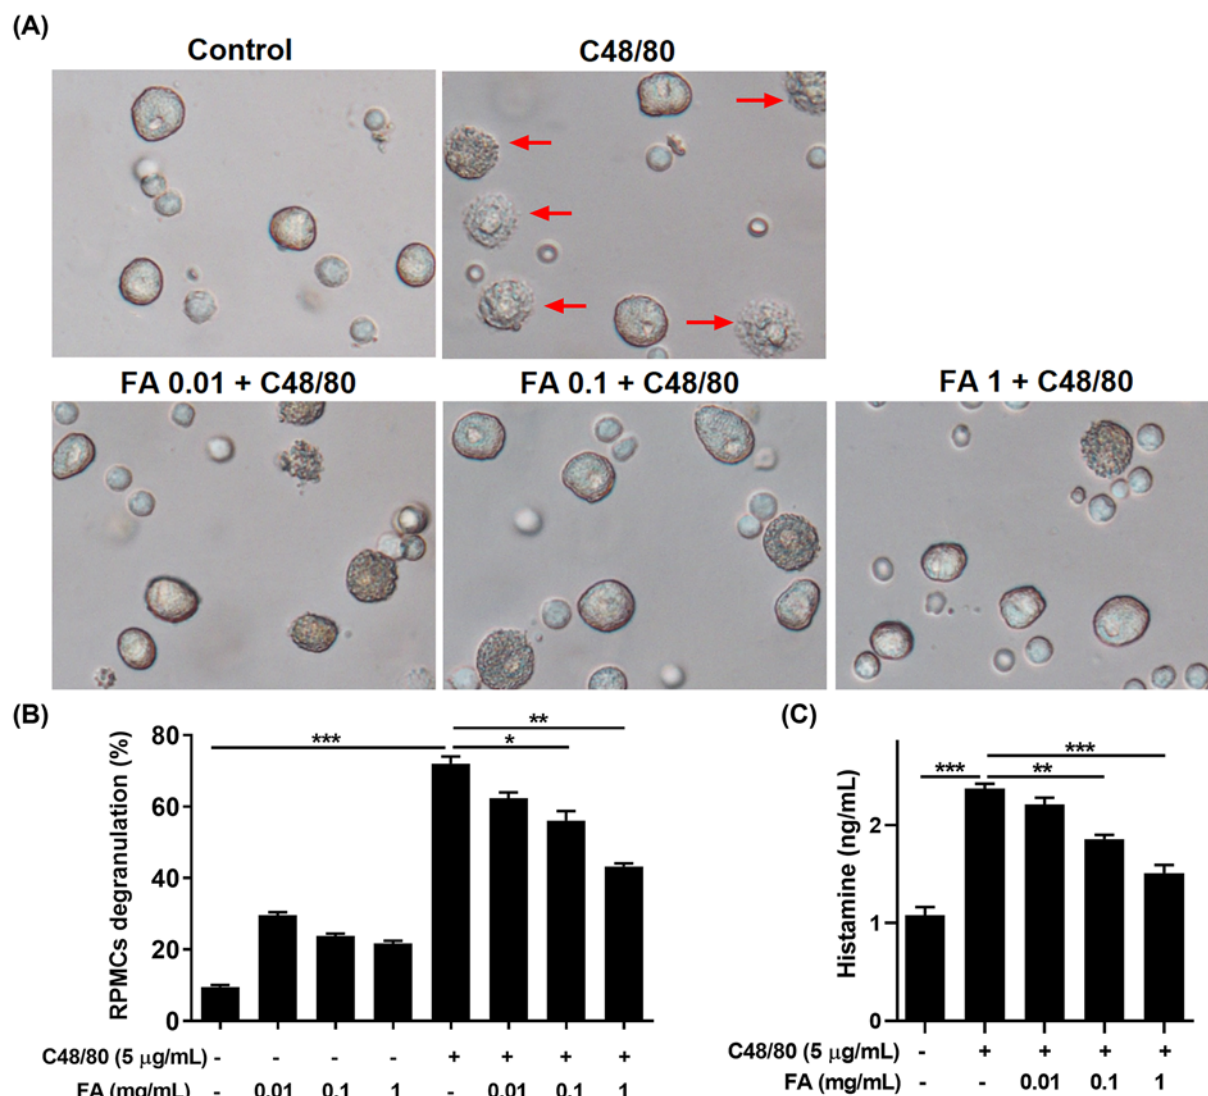 (A)
Control
C48/80
FA 0.01 + C48/80
FA 0.1 + C48/80
FA 1 + C48/80
(B)
RPMCs degranulation (%)
80
60
40
20
0
***
*
**
C48/80 (5 μg/mL) - - - - + + + +
FA (mg/mL) - 0.01 0.1 1 - 0.01 0.1 1
(C)
Histamine (ng/mL)
2
1
0
***
**
***
C48/80 (5 μg/mL) - + + + +
FA (mg/mL) - - 0.01 0.1 1